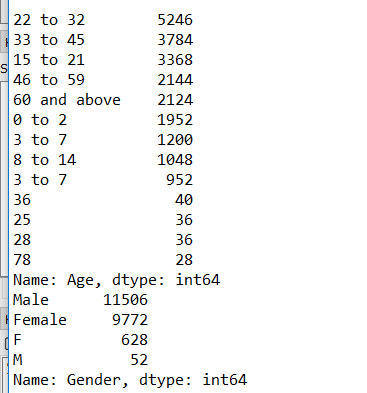 22 to 32 5246
33 to 45 3784
15 to 21 3368
46 to 59 2144
60 and above 2124
0 to 2 1952
3 to 7 1200
8 to 14 1048
3 to 7 952
36 40
25 36
28 36
78 28
Name: Age, dtype: int64
Male 11506
Female 9772
F 628
M 52
Name: Gender, dtype: int64